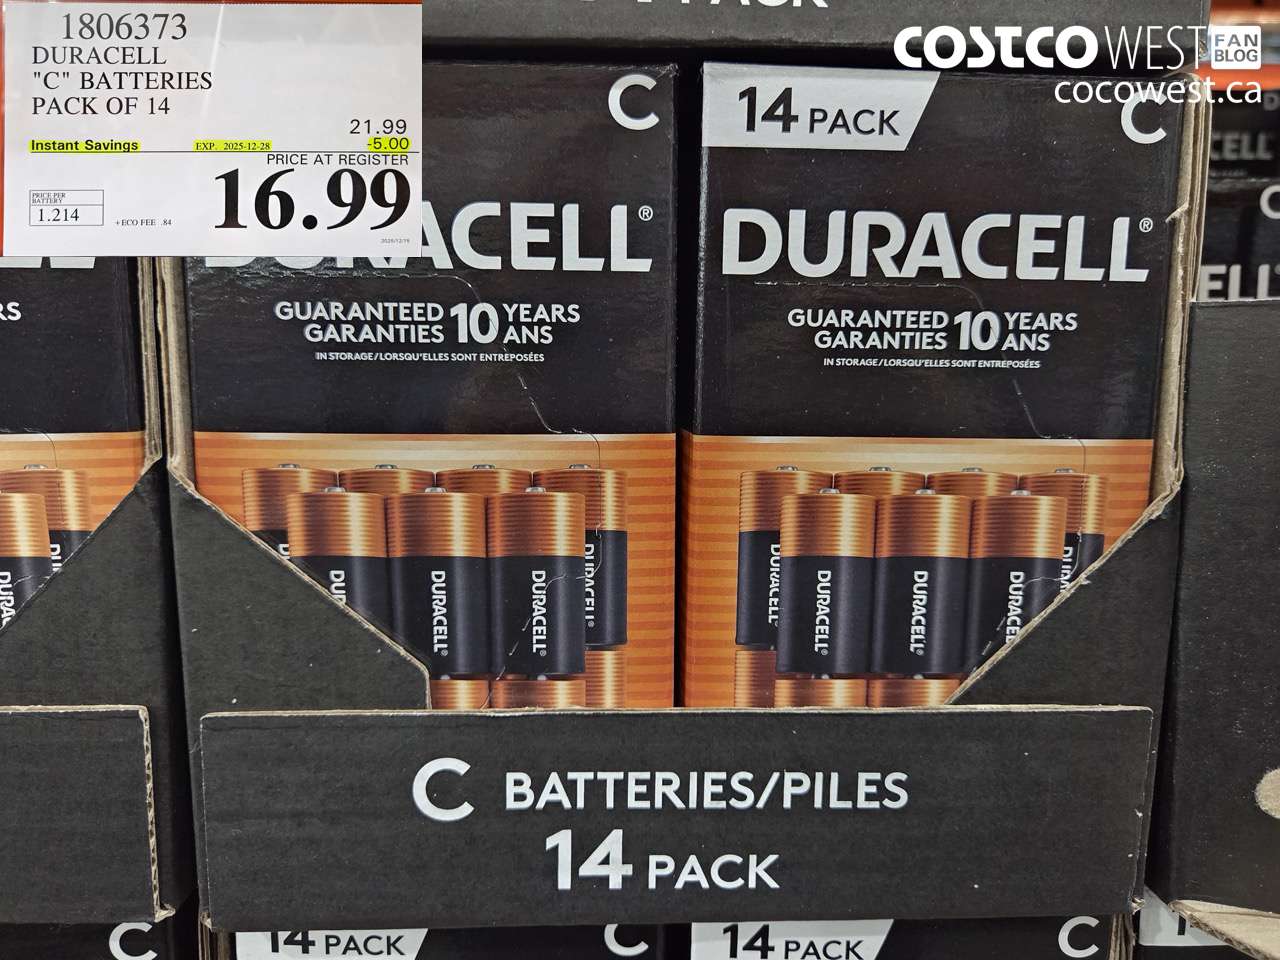 1806373
DURACELL
"C" BATTERIES
PACK OF 14
21.99
Instant Savings EXP. 2025-12-28 -5.00
PRICE AT REGISTER
16.99
PRICE PER
BATTERY
1.214
+ECO FEE .84
2025/12/15
COSTCO WEST FAN BLOG
cocowest.ca
C
14 PACK
C
DURACELL®
GUARANTEED 10 YEARS
GARANTIES ANS
IN STORAGE/LORSQU'ELLES SONT ENTREPOSÉES
DURACELL®
GUARANTEED 10 YEARS
GARANTIES ANS
IN STORAGE/LORSQU'ELLES SONT ENTREPOSÉES
DURACELL®
DURACELL®
DURACELL®
DURACELL®
DURACELL®
DURACELL®
C BATTERIES/PILES
14 PACK
C
14 PACK
C
14 PACK
C